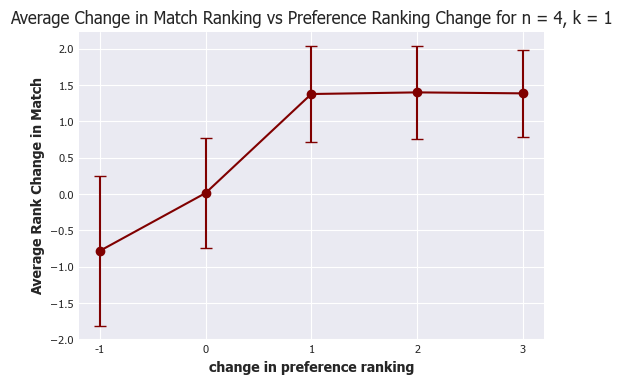 Average Change in Match Ranking vs Preference Ranking Change for n = 4, k = 1
Average Rank Change in Match
2.0
1.5
1.0
0.5
0.0
−0.5
−1.0
−1.5
−2.0
-1 0 1 2 3
change in preference ranking